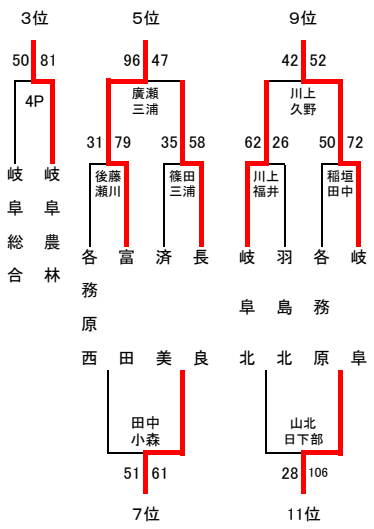 3位 5位 9位
50 81 96 47 42 52
4P 廣瀬 三浦 川上 久野
31 79 35 58 62 26 50 72
後藤 瀬川 篠田 三浦 川上 福井 稲垣 田中
岐阜総合
岐阜農林
各務原西
富田
済美
長良
岐阜北
羽島北
各務原
岐阜
田中 小森 山北 日下部
51 61 28 106
7位 11位